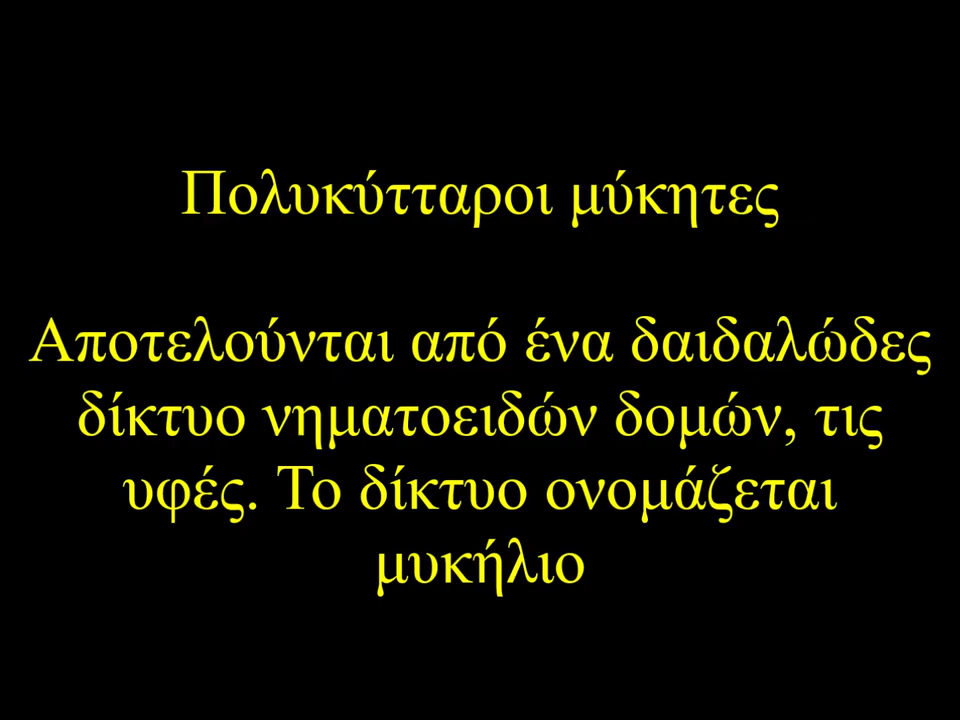 Πολυκύτταροι μύκητες
Αποτελούνται από ένα δαιδαλώδες
δίκτυο νηματοειδών δομών, τις
υφές. Το δίκτυο ονομάζεται
μυκήλιο